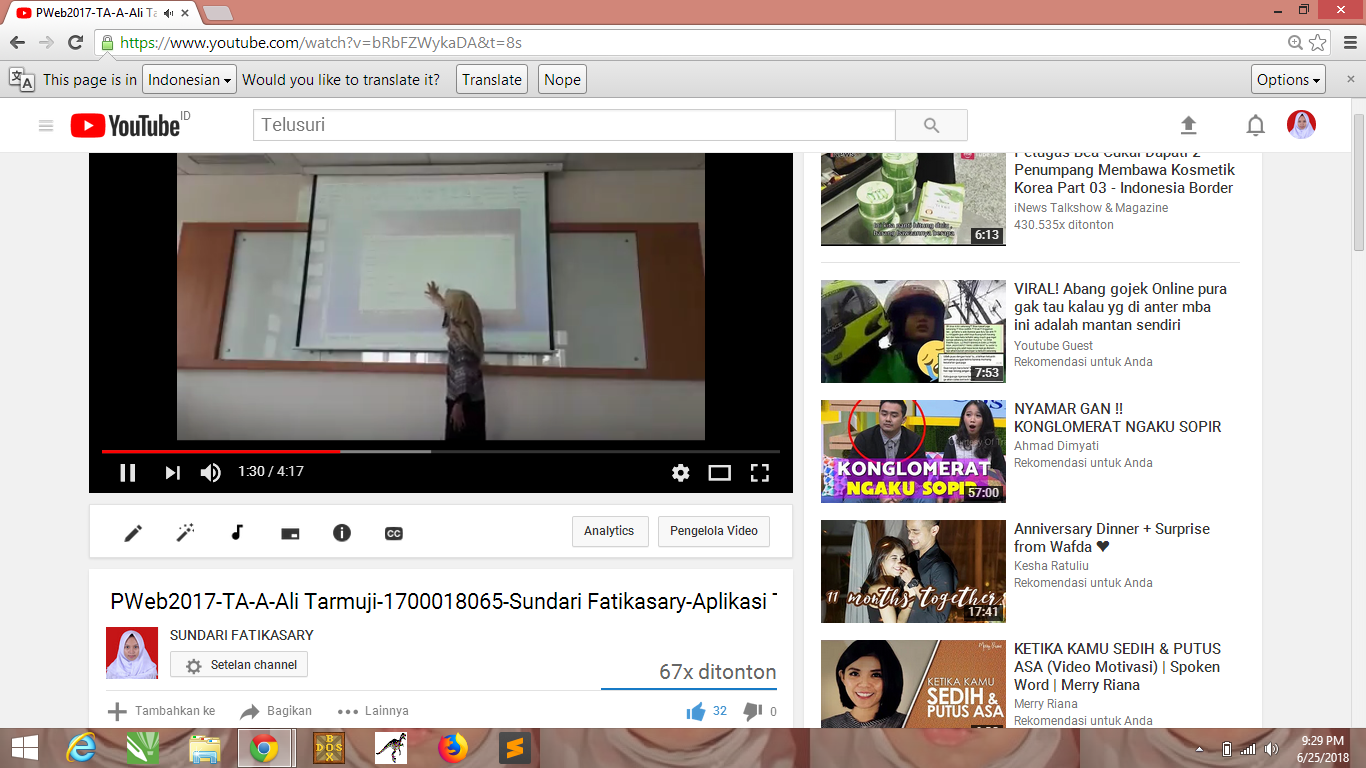 PWeb2017-TA-A-Ali Ta
https://www.youtube.com/watch?v=bRbFZWykaDA&t=8s
This page is in Indonesian Would you like to translate it? Translate Nope Options
YouTube ID
Telusuri
1:30 / 4:17
CC
Analytics
Pengelola Video
PWeb2017-TA-A-Ali Tarmuji-1700018065-Sundari Fatikasary-Aplikasi T
SUNDARI FATIKASARY
Setelan channel
67x ditonton
Tambahkan ke
Bagikan
Lainnya
32
0
Petugas Bea Cukai Dapati 2
Penumpang Membawa Kosmetik
Korea Part 03 - Indonesia Border
iNews Talkshow & Magazine
430.535x ditonton
6:13
VIRAL! Abang gojek Online pura
gak tau kalau yg di anter mba
ini adalah mantan sendiri
Youtube Guest
Rekomendasi untuk Anda
7:53
NYAMAR GAN !!
KONGLOMERAT NGAKU SOPIR
Ahmad Dimyati
Rekomendasi untuk Anda
KONGLOMERAT
NGAKU SOPIR
57:00
Anniversary Dinner + Surprise
from Wafda ♥
Kesha Ratuliu
Rekomendasi untuk Anda
11 months togethers
17:41
KETIKA KAMU SEDIH & PUTUS
ASA (Video Motivasi) | Spoken
Word | Merry Riana
Merry Riana
Rekomendasi untuk Anda
Merry Riana
KETIKA KAMU
SEDIH &
PUTUS ASA
DOS
BOX
9:29 PM
6/25/2018